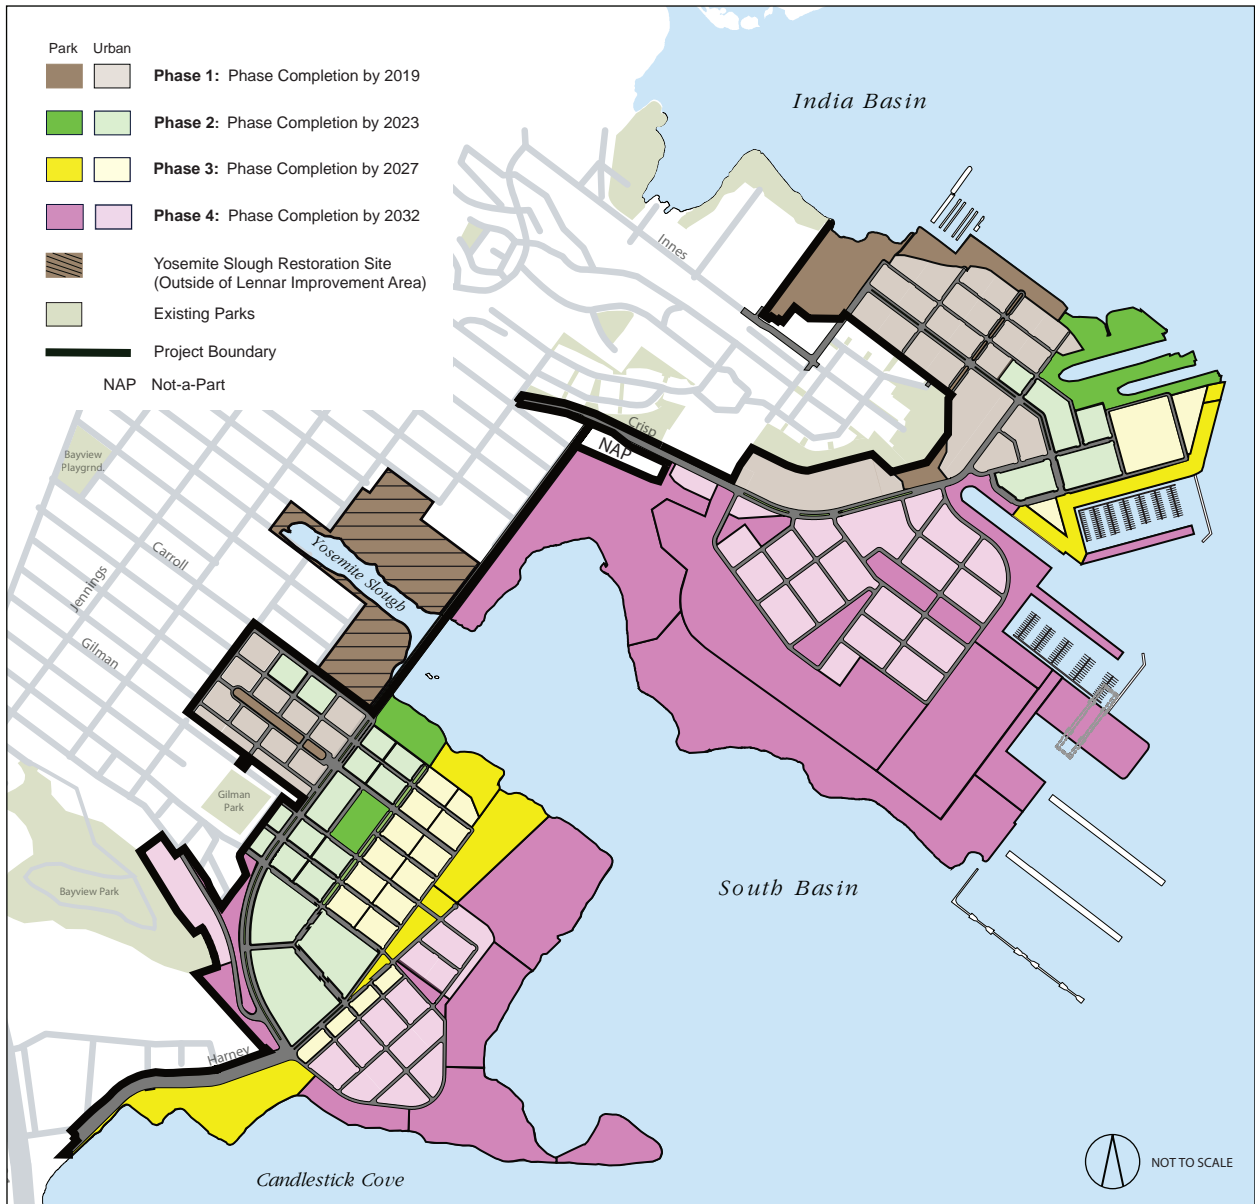 Park Urban
Phase 1: Phase Completion by 2019
Phase 2: Phase Completion by 2023
Phase 3: Phase Completion by 2027
Phase 4: Phase Completion by 2032
Yosemite Slough Restoration Site
(Outside of Lennar Improvement Area)
Existing Parks
Project Boundary
NAP Not-a-Part
India Basin
Innes
Crisp
NAP
Bayview
Playgrnd.
Carroll
Yosemite Slough
Jennings
Gilman
Gilman
Park
Bayview Park
South Basin
Harney
Candlestick Cove
NOT TO SCALE